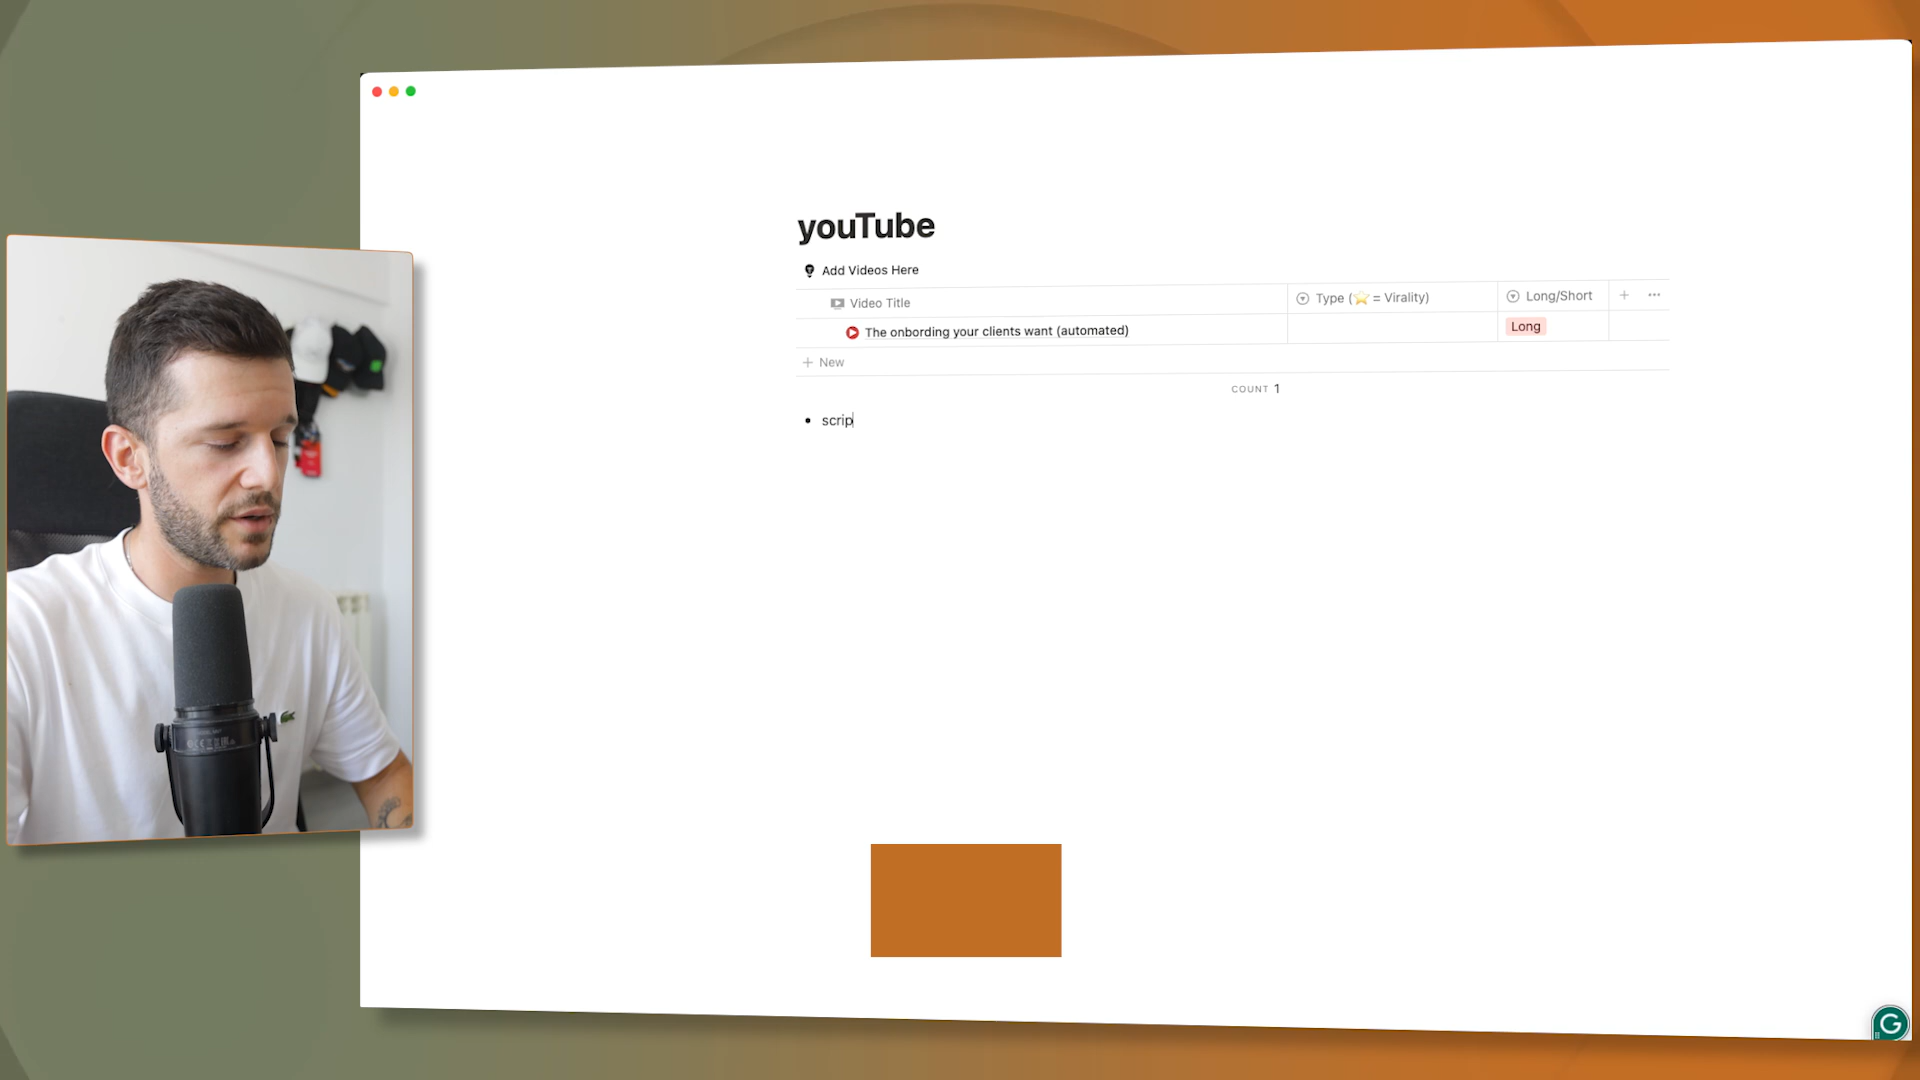 youTube
Add Videos Here
Video Title
Type (⭐ = Virality)
Long/Short
The onbording your clients want (automated)
Long
New
COUNT 1
scrip